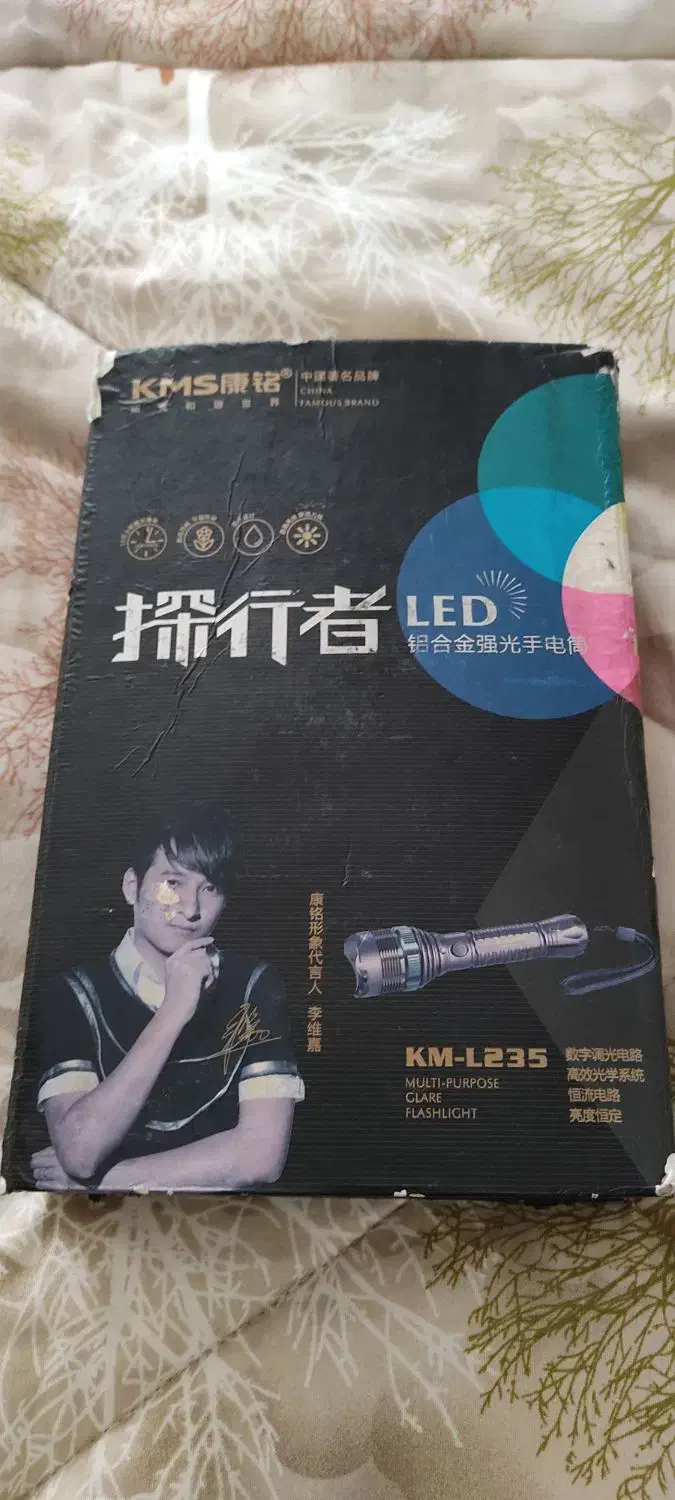 KMS康铭®
中国著名品牌
CHINA
FAMOUS BRAND
探行者
LED
铝合金强光手电筒
康铭形象代言人 李维嘉
KM-L235
MULTI-PURPOSE
GLARE
FLASHLIGHT
数字调光电路
高效光学系统
恒流电路
亮度恒定